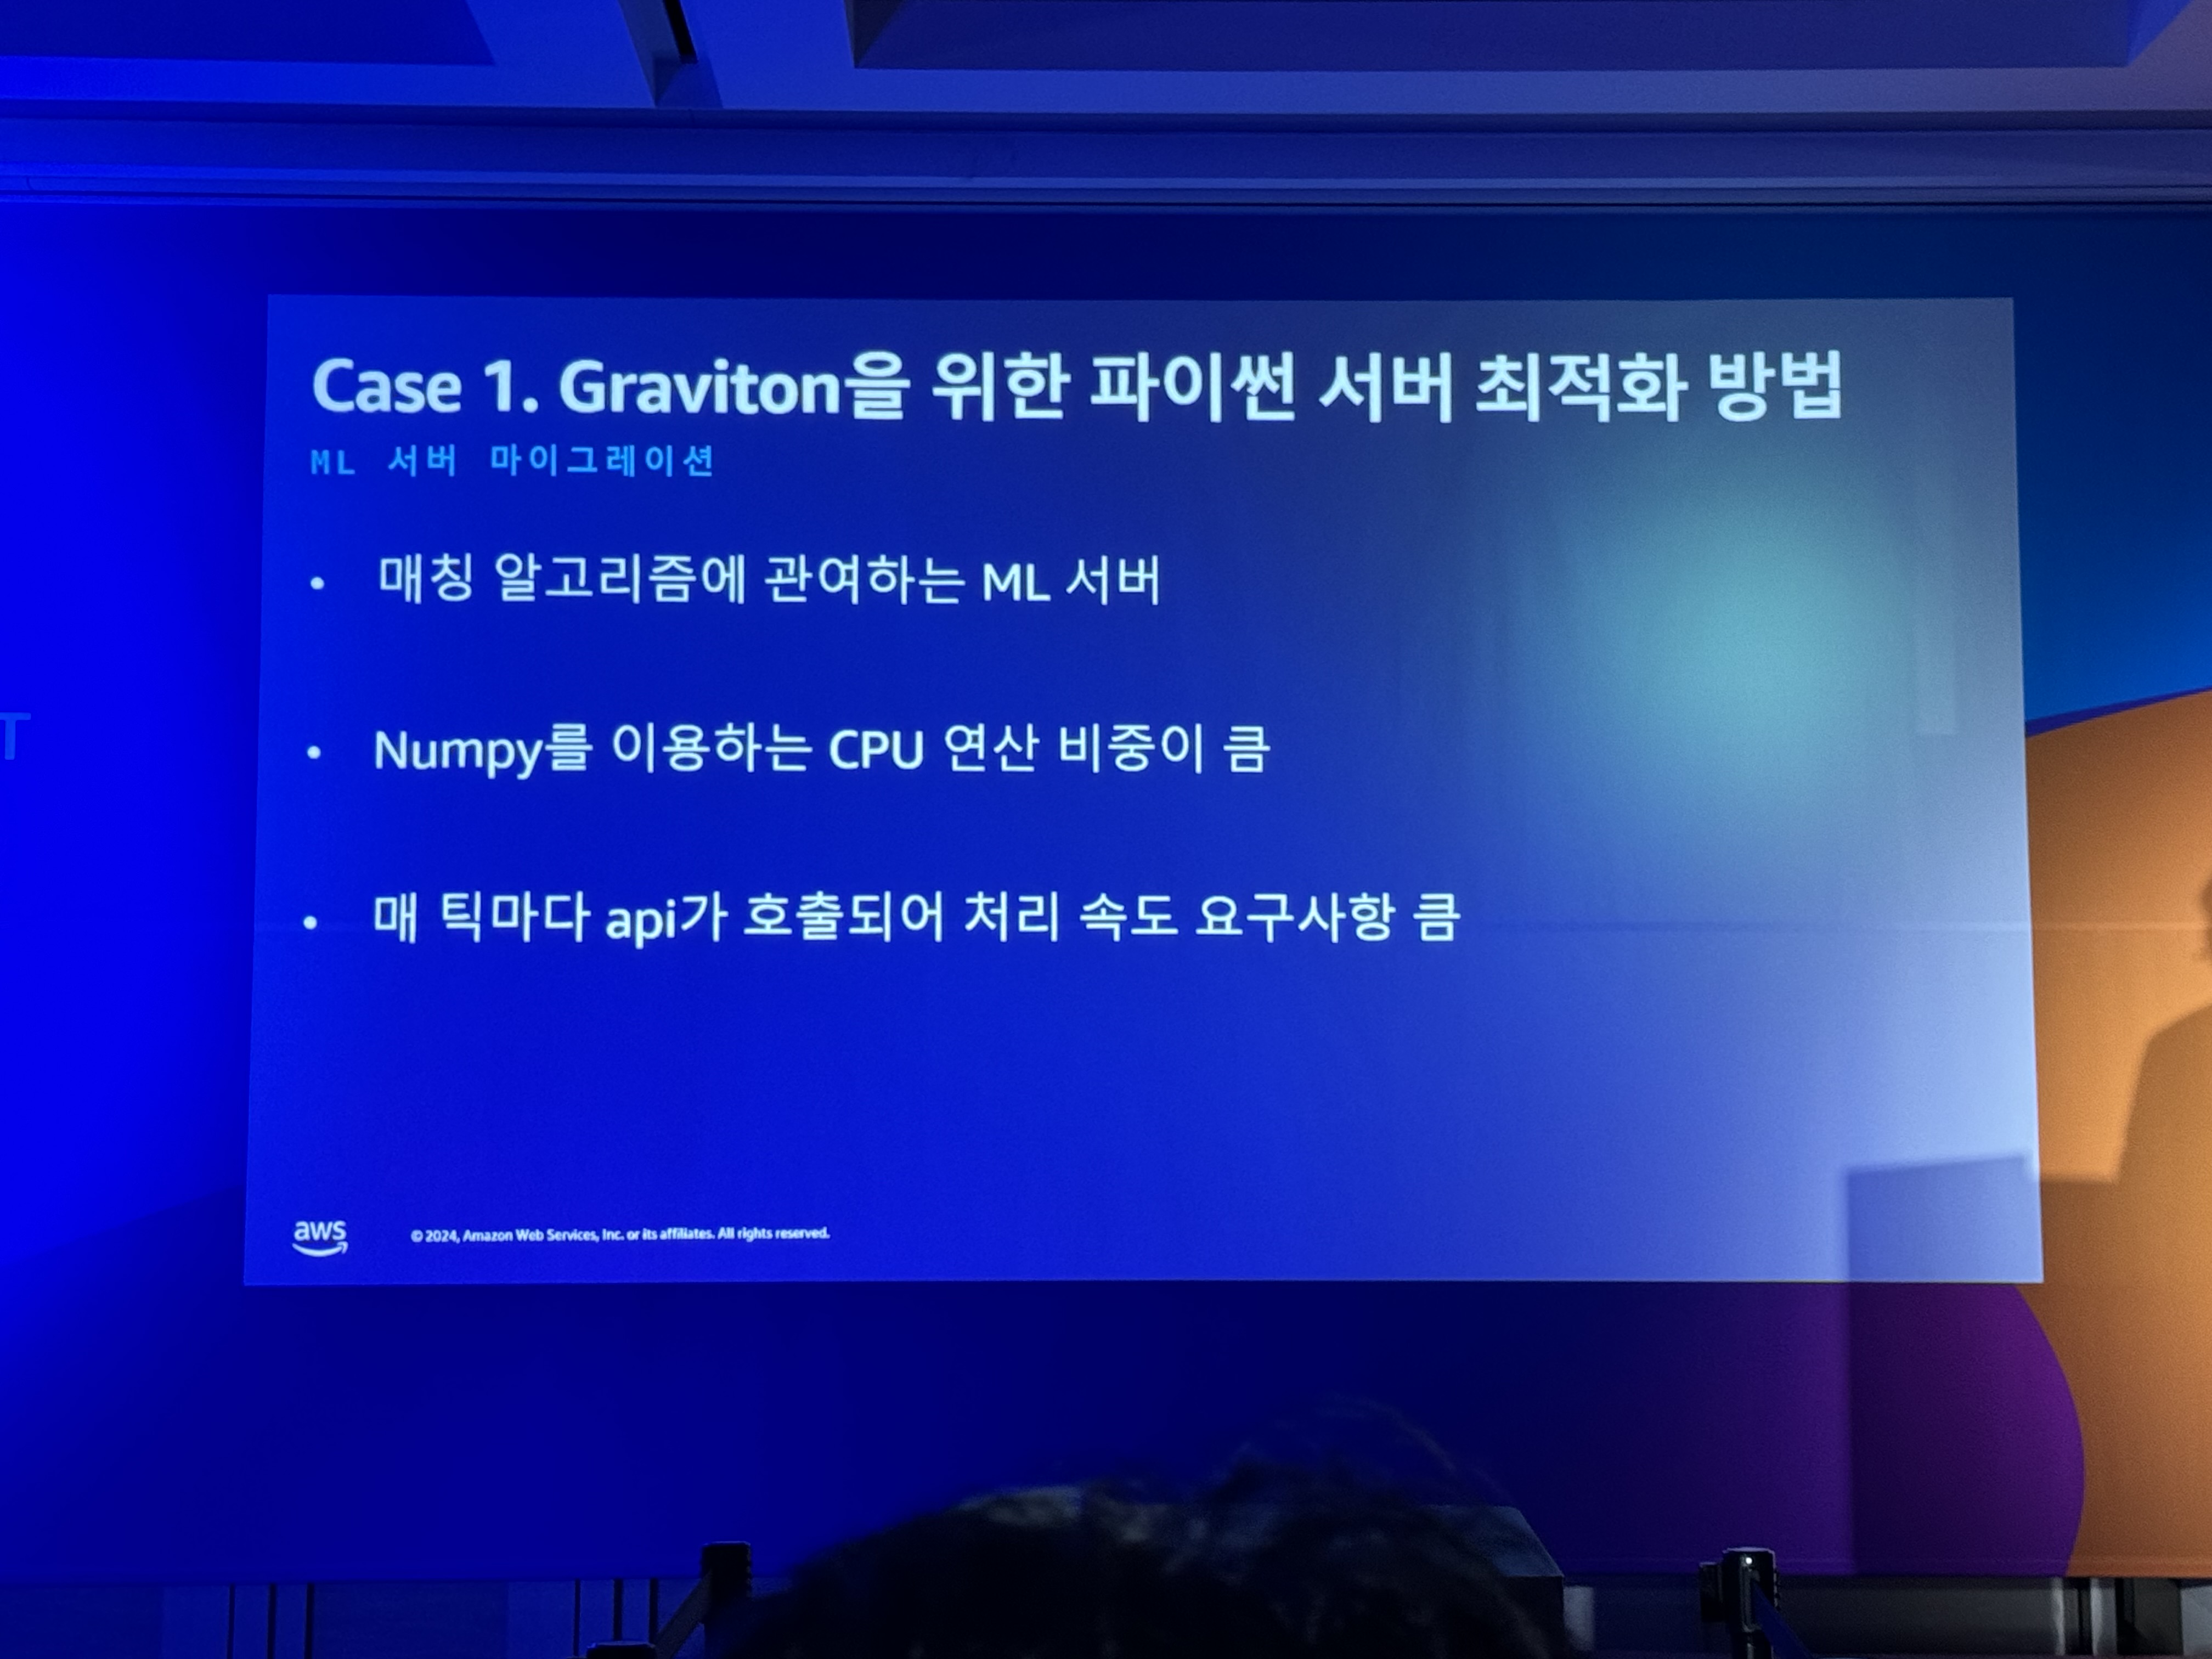 Case 1. Graviton을 위한 파이썬 서버 최적화 방법
ML 서버 마이그레이션
• 매칭 알고리즘에 관여하는 ML 서버
• Numpy를 이용하는 CPU 연산 비중이 큼
T
• 매 틱마다 api가 호출되어 처리 속도 요구사항 큼
aws
© 2024, Amazon Web Services, Inc. or its affiliates. All rights reserved.